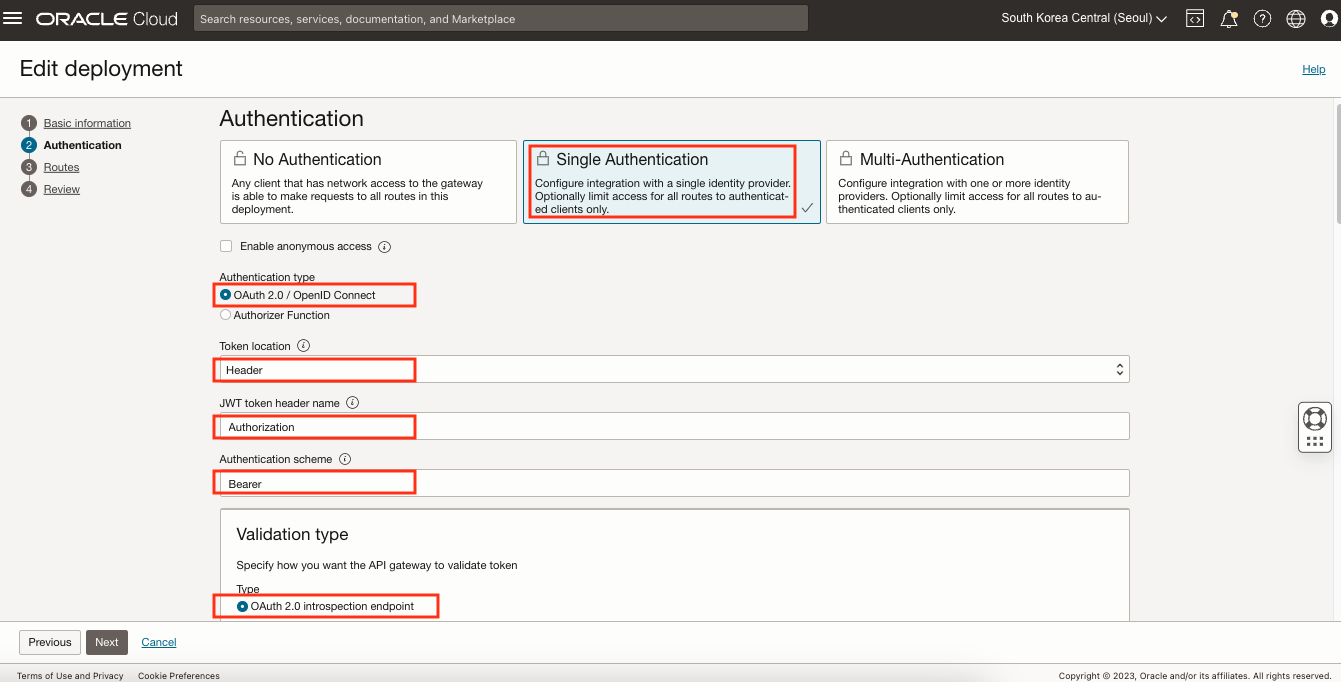 ORACLE Cloud
Search resources, services, documentation, and Marketplace
South Korea Central (Seoul)
Edit deployment
Help
1 Basic information
2 Authentication
3 Routes
4 Review
Authentication
No Authentication
Any client that has network access to the gateway
is able to make requests to all routes in this
deployment.
Single Authentication
Configure integration with a single identity provider.
Optionally limit access for all routes to authenticat-
ed clients only.
Multi-Authentication
Configure integration with one or more identity
providers. Optionally limit access for all routes to au-
thenticated clients only.
Enable anonymous access
Authentication type
OAuth 2.0 / OpenID Connect
Authorizer Function
Token location
Header
JWT token header name
Authorization
Authentication scheme
Bearer
Validation type
Specify how you want the API gateway to validate token
Type
OAuth 2.0 introspection endpoint
Previous
Next
Cancel
Terms of Use and Privacy
Cookie Preferences
Copyright © 2023, Oracle and/or its affiliates. All rights reserved.